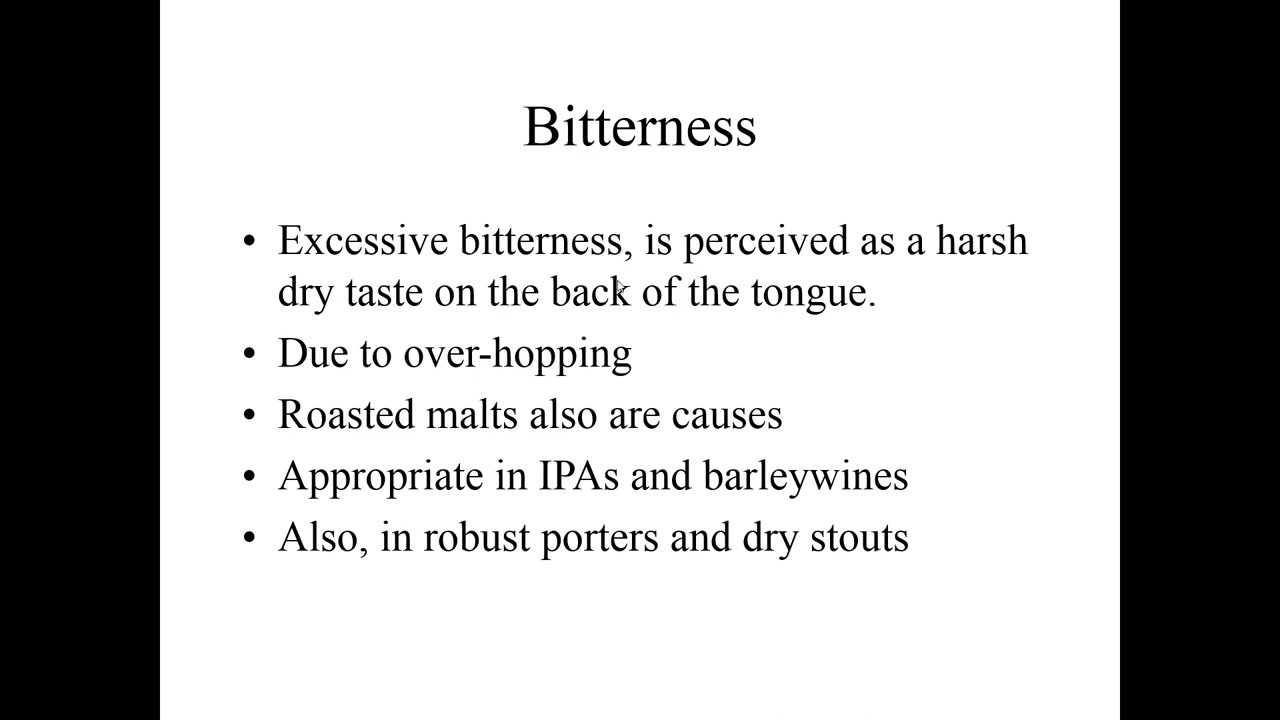 Bitterness
• Excessive bitterness, is perceived as a harsh
dry taste on the back of the tongue.
• Due to over-hopping
• Roasted malts also are causes
• Appropriate in IPAs and barleywines
• Also, in robust porters and dry stouts